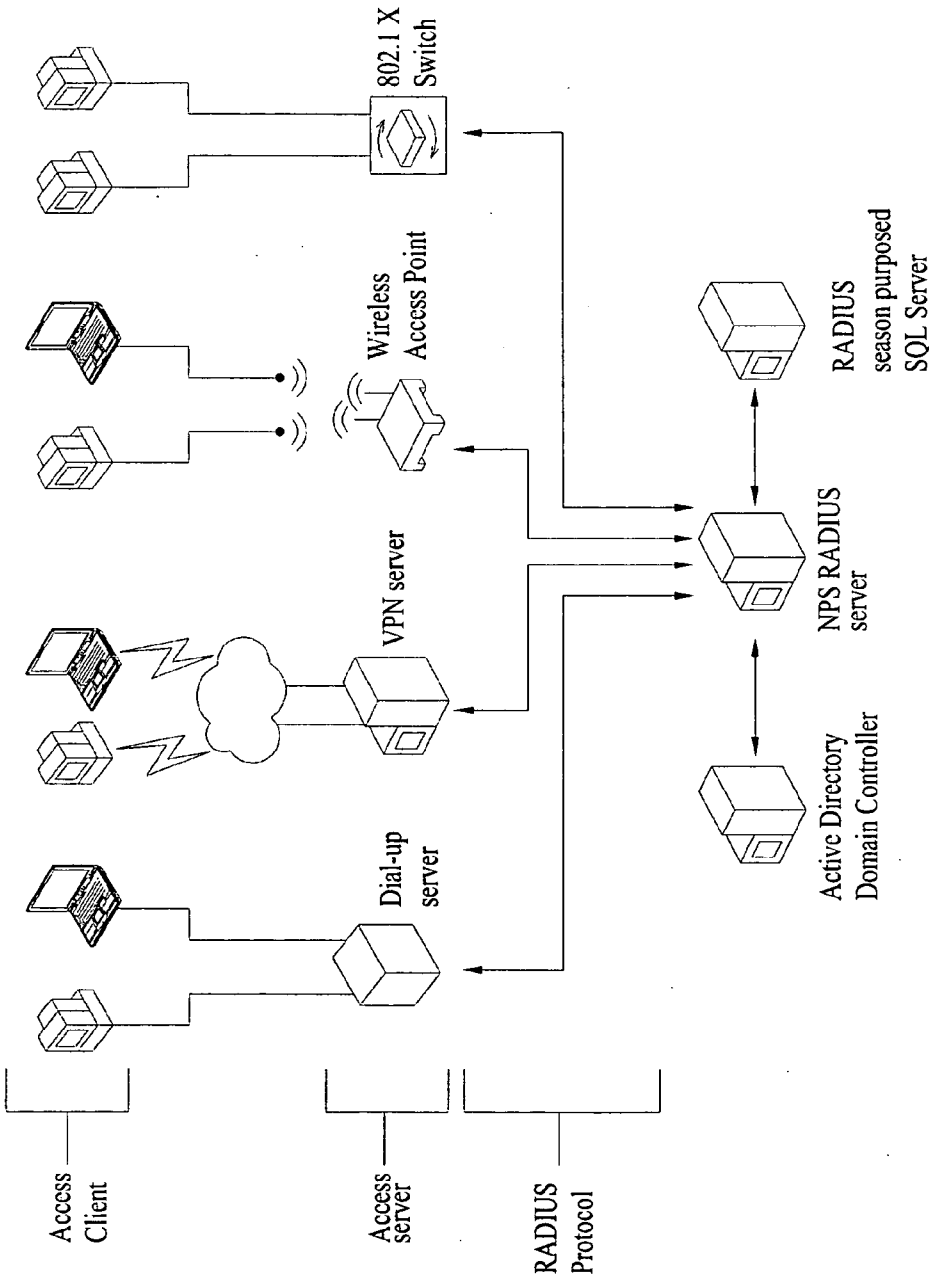 Access
Client
Access
server
RADIUS
Protocol
Dial-up
server
VPN server
Wireless
Access Point
802.1 X
Switch
Active Directory
Domain Controller
NPS RADIUS
server
RADIUS
season purposed
SQL Server